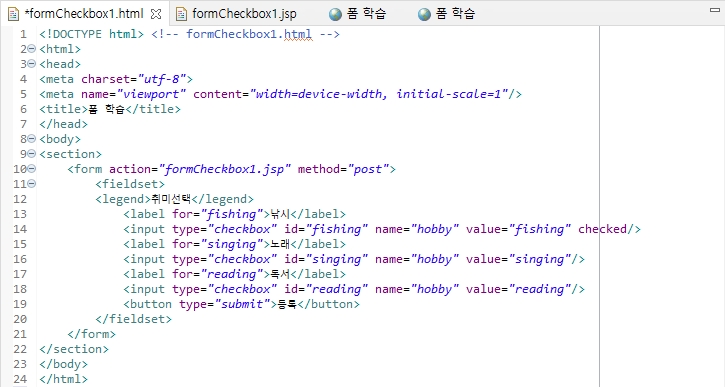 *formCheckbox1.html formCheckbox1.jsp 폼 학습 폼 학습
1 <!DOCTYPE html> <!-- formCheckbox1.html -->
2 <html>
3 <head>
4 <meta charset="utf-8">
5 <meta name="viewport" content="width=device-width, initial-scale=1"/>
6 <title>폼 학습</title>
7 </head>
8 <body>
9 <section>
10     <form action="formCheckbox1.jsp" method="post">
11         <fieldset>
12         <legend>취미선택</legend>
13             <label for="fishing">낚시</label>
14             <input type="checkbox" id="fishing" name="hobby" value="fishing" checked/>
15             <label for="singing">노래</label>
16             <input type="checkbox" id="singing" name="hobby" value="singing"/>
17             <label for="reading">독서</label>
18             <input type="checkbox" id="reading" name="hobby" value="reading"/>
19             <button type="submit">등록</button>
20         </fieldset>
21     </form>
22 </section>
23 </body>
24 </html>